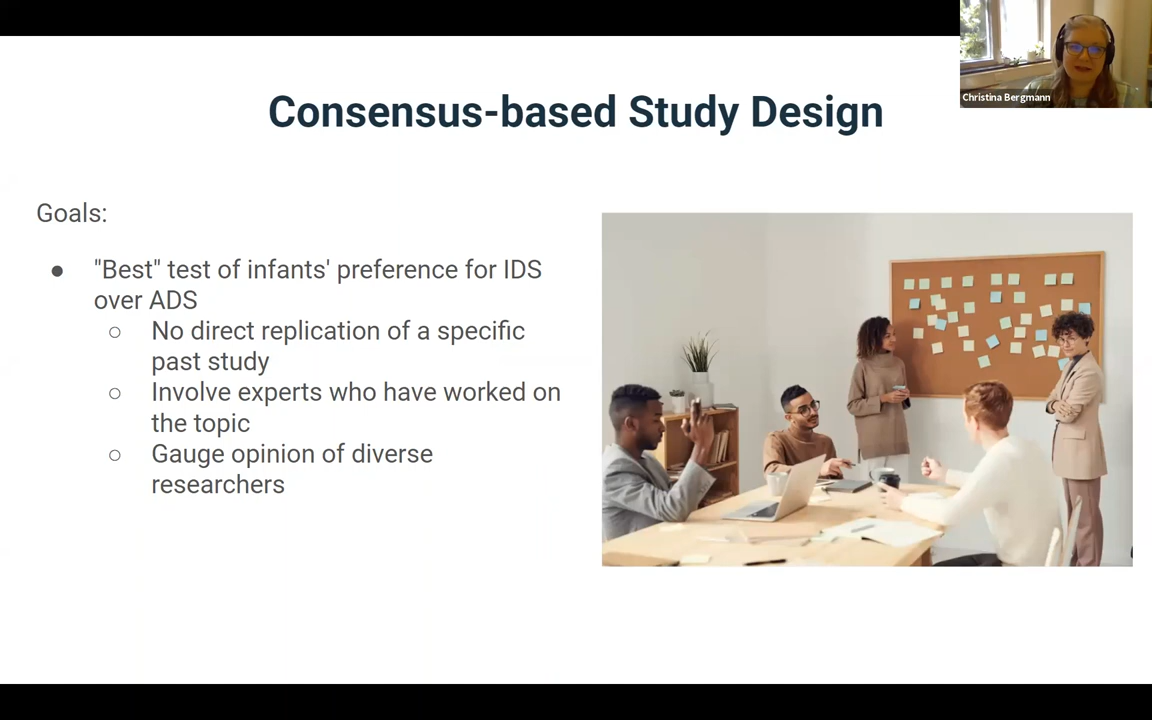 Christina Bergmann
Consensus-based Study Design
Goals:
● "Best" test of infants' preference for IDS
over ADS
○ No direct replication of a specific
past study
○ Involve experts who have worked on
the topic
○ Gauge opinion of diverse
researchers